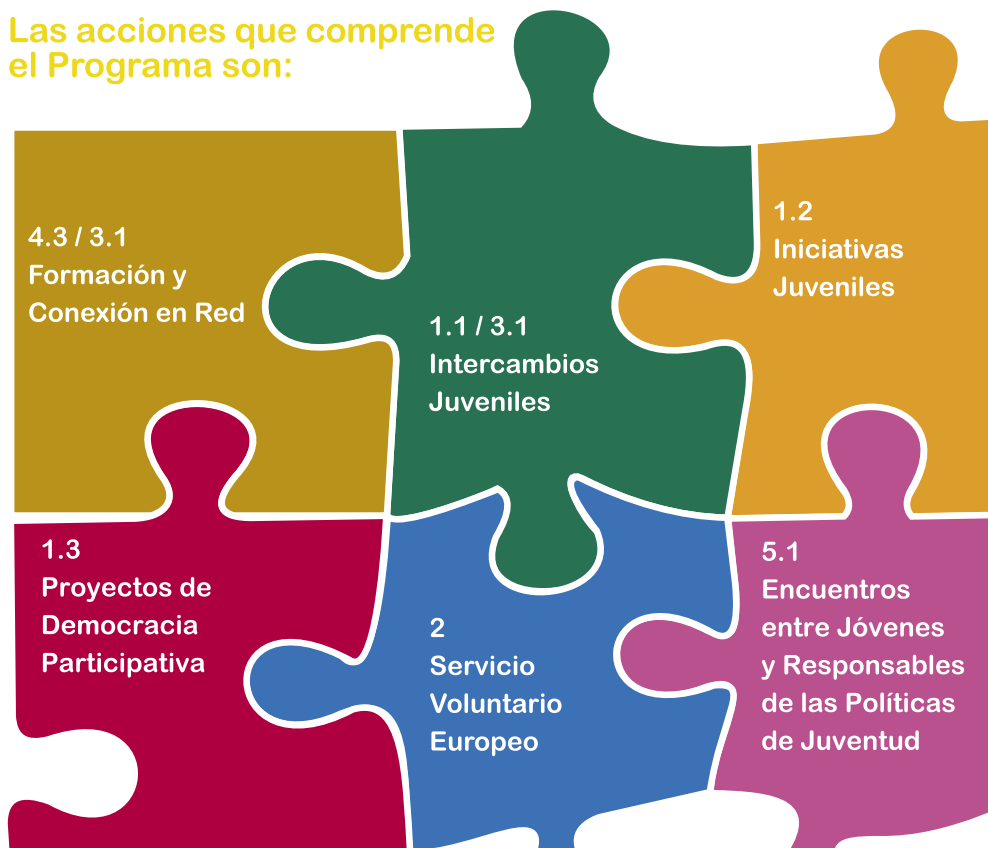 Las acciones que comprende
el Programa son:
4.3 / 3.1
Formación y
Conexión en Red
1.1 / 3.1
Intercambios
Juveniles
1.2
Iniciativas
Juveniles
1.3
Proyectos de
Democracia
Participativa
2
Servicio
Voluntario
Europeo
5.1
Encuentros
entre Jóvenes
y Responsables
de las Políticas
de Juventud